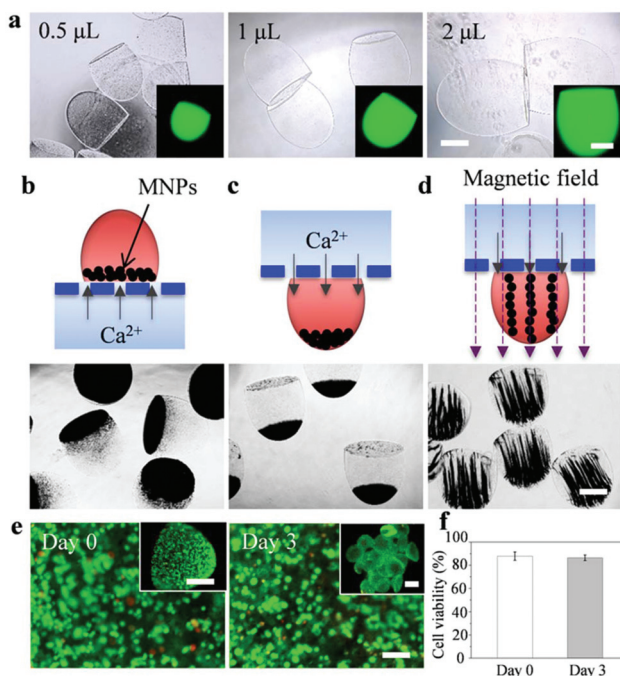 a
0.5 μL
1 μL
2 μL
b
MNPs
Ca²⁺
c
Ca²⁺
d
Magnetic field
e
Day 0
Day 3
f
Cell viability (%)
100
80
60
40
20
0
Day 0
Day 3